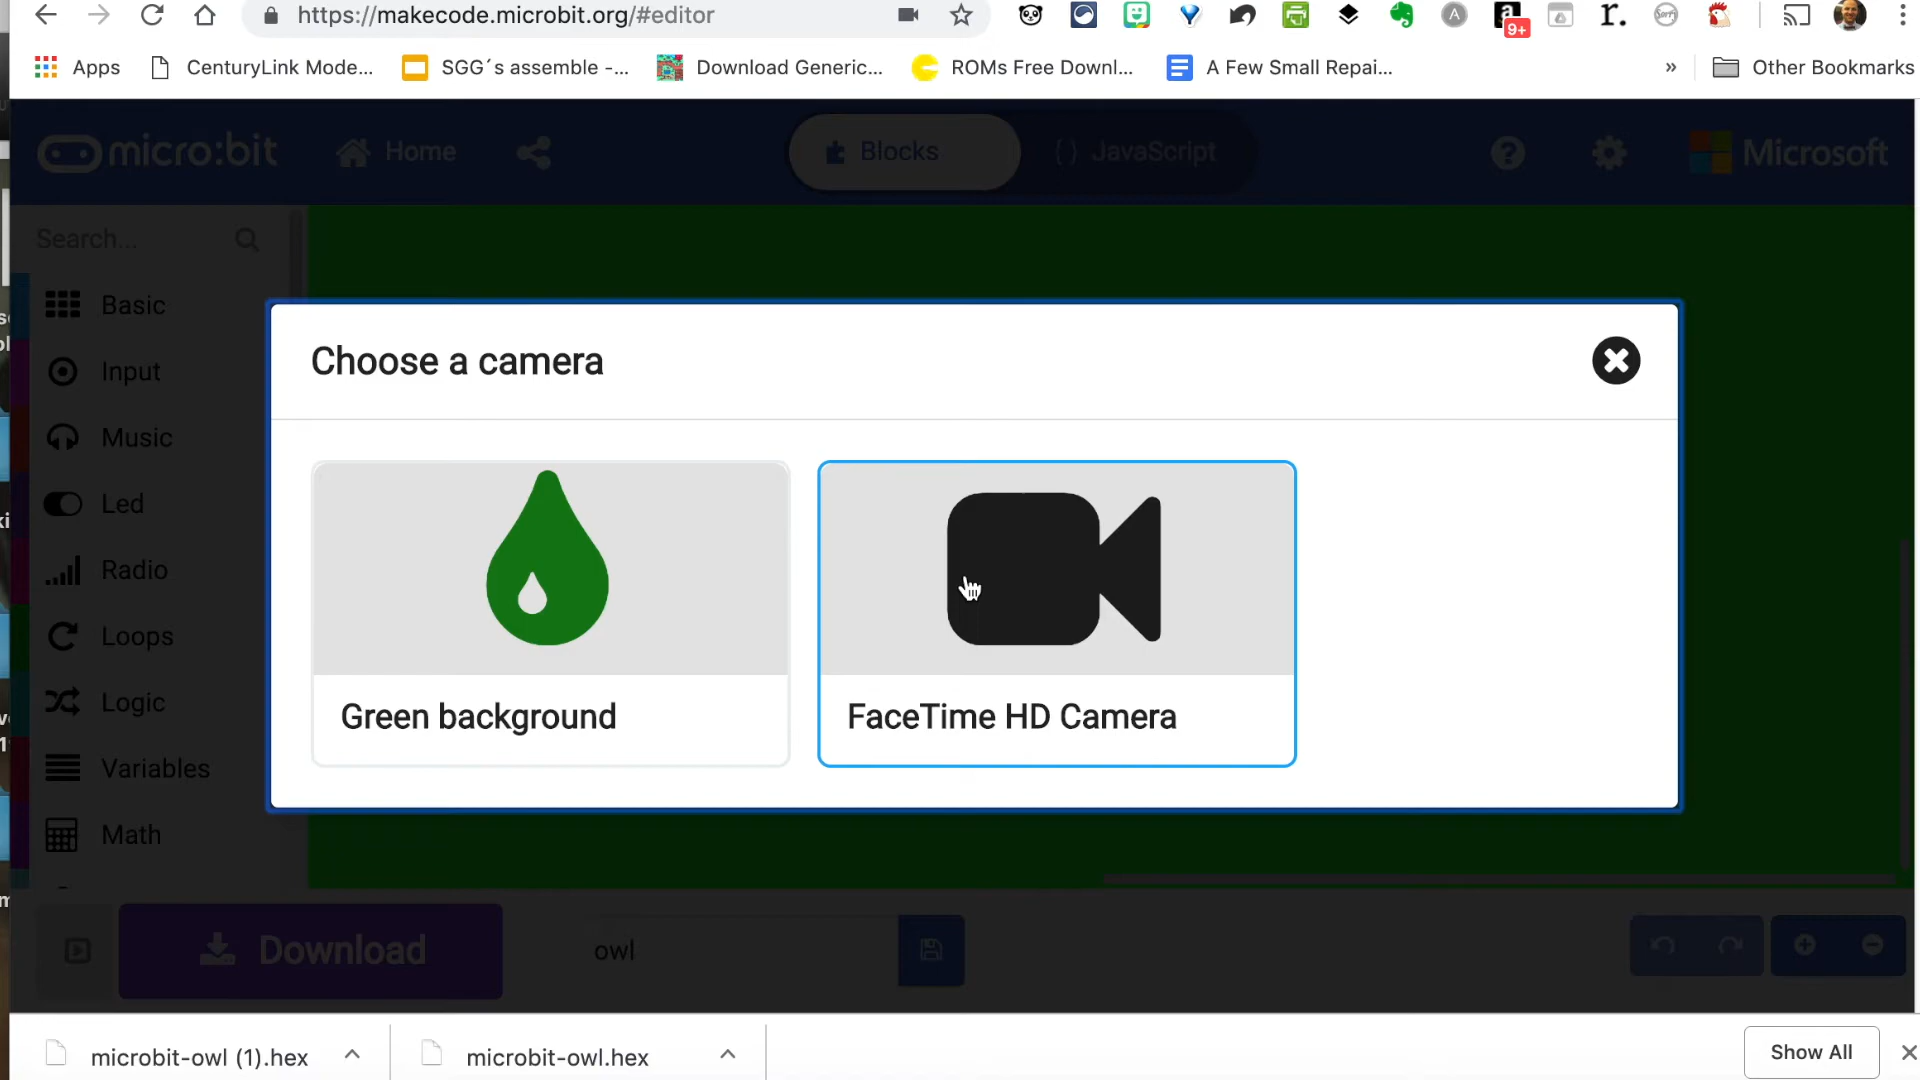 https://makecode.microbit.org/#editor
9+
Apps
CenturyLink Mode...
SGG´s assemble -...
Download Generic...
ROMs Free Downl...
A Few Small Repai...
»
Other Bookmarks
micro:bit
Home
Blocks
{} JavaScript
Microsoft
Search...
Basic
Input
Music
Led
Radio
Loops
Logic
Variables
Math
Choose a camera
Green background
FaceTime HD Camera
Download
owl
microbit-owl (1).hex
microbit-owl.hex
Show All